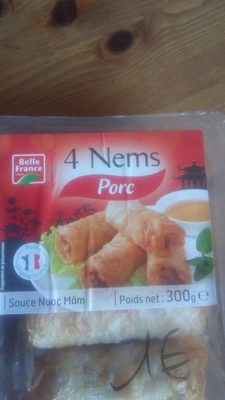 Belle
France
4 Nems
Porc
Sauce Nuoc Mâm
Poids net : 300g e
1€